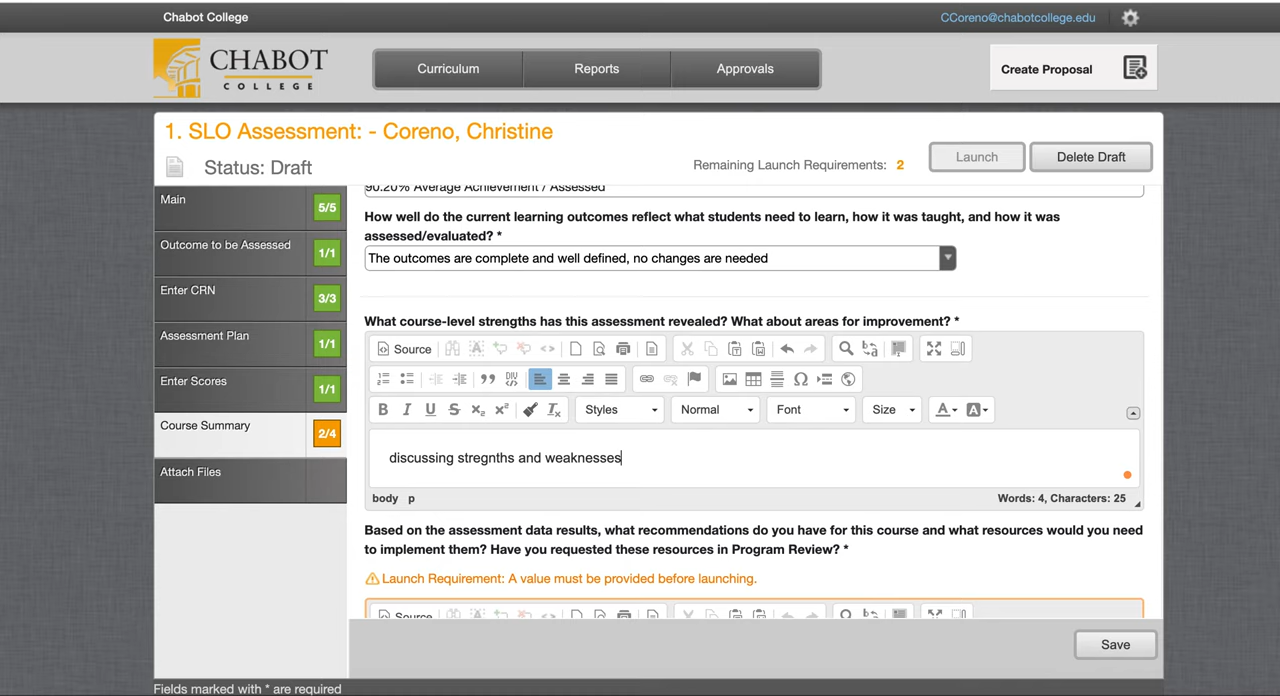 Chabot College
CCoreno@chabotcollege.edu
CHABOT
COLLEGE
Curriculum
Reports
Approvals
Create Proposal
1. SLO Assessment: - Coreno, Christine
Status: Draft
Remaining Launch Requirements: 2
Launch
Delete Draft
Main
5/5
Outcome to be Assessed
1/1
Enter CRN
3/3
Assessment Plan
1/1
Enter Scores
1/1
Course Summary
2/4
Attach Files
90.20% Average Achievement / Assessed
How well do the current learning outcomes reflect what students need to learn, how it was taught, and how it was
assessed/evaluated? *
The outcomes are complete and well defined, no changes are needed
What course-level strengths has this assessment revealed? What about areas for improvement? *
Source
Styles
Normal
Font
Size
discussing stregnths and weaknesses
body p
Words: 4, Characters: 25
Based on the assessment data results, what recommendations do you have for this course and what resources would you need
to implement them? Have you requested these resources in Program Review? *
Launch Requirement: A value must be provided before launching.
Source
Save
Fields marked with * are required